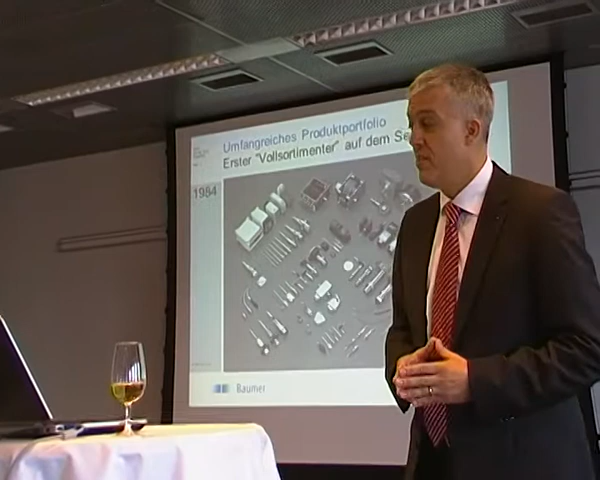 Umfangreiches Produktportfolio
Erster "Vollsortimenter" auf dem
1984
Baumer